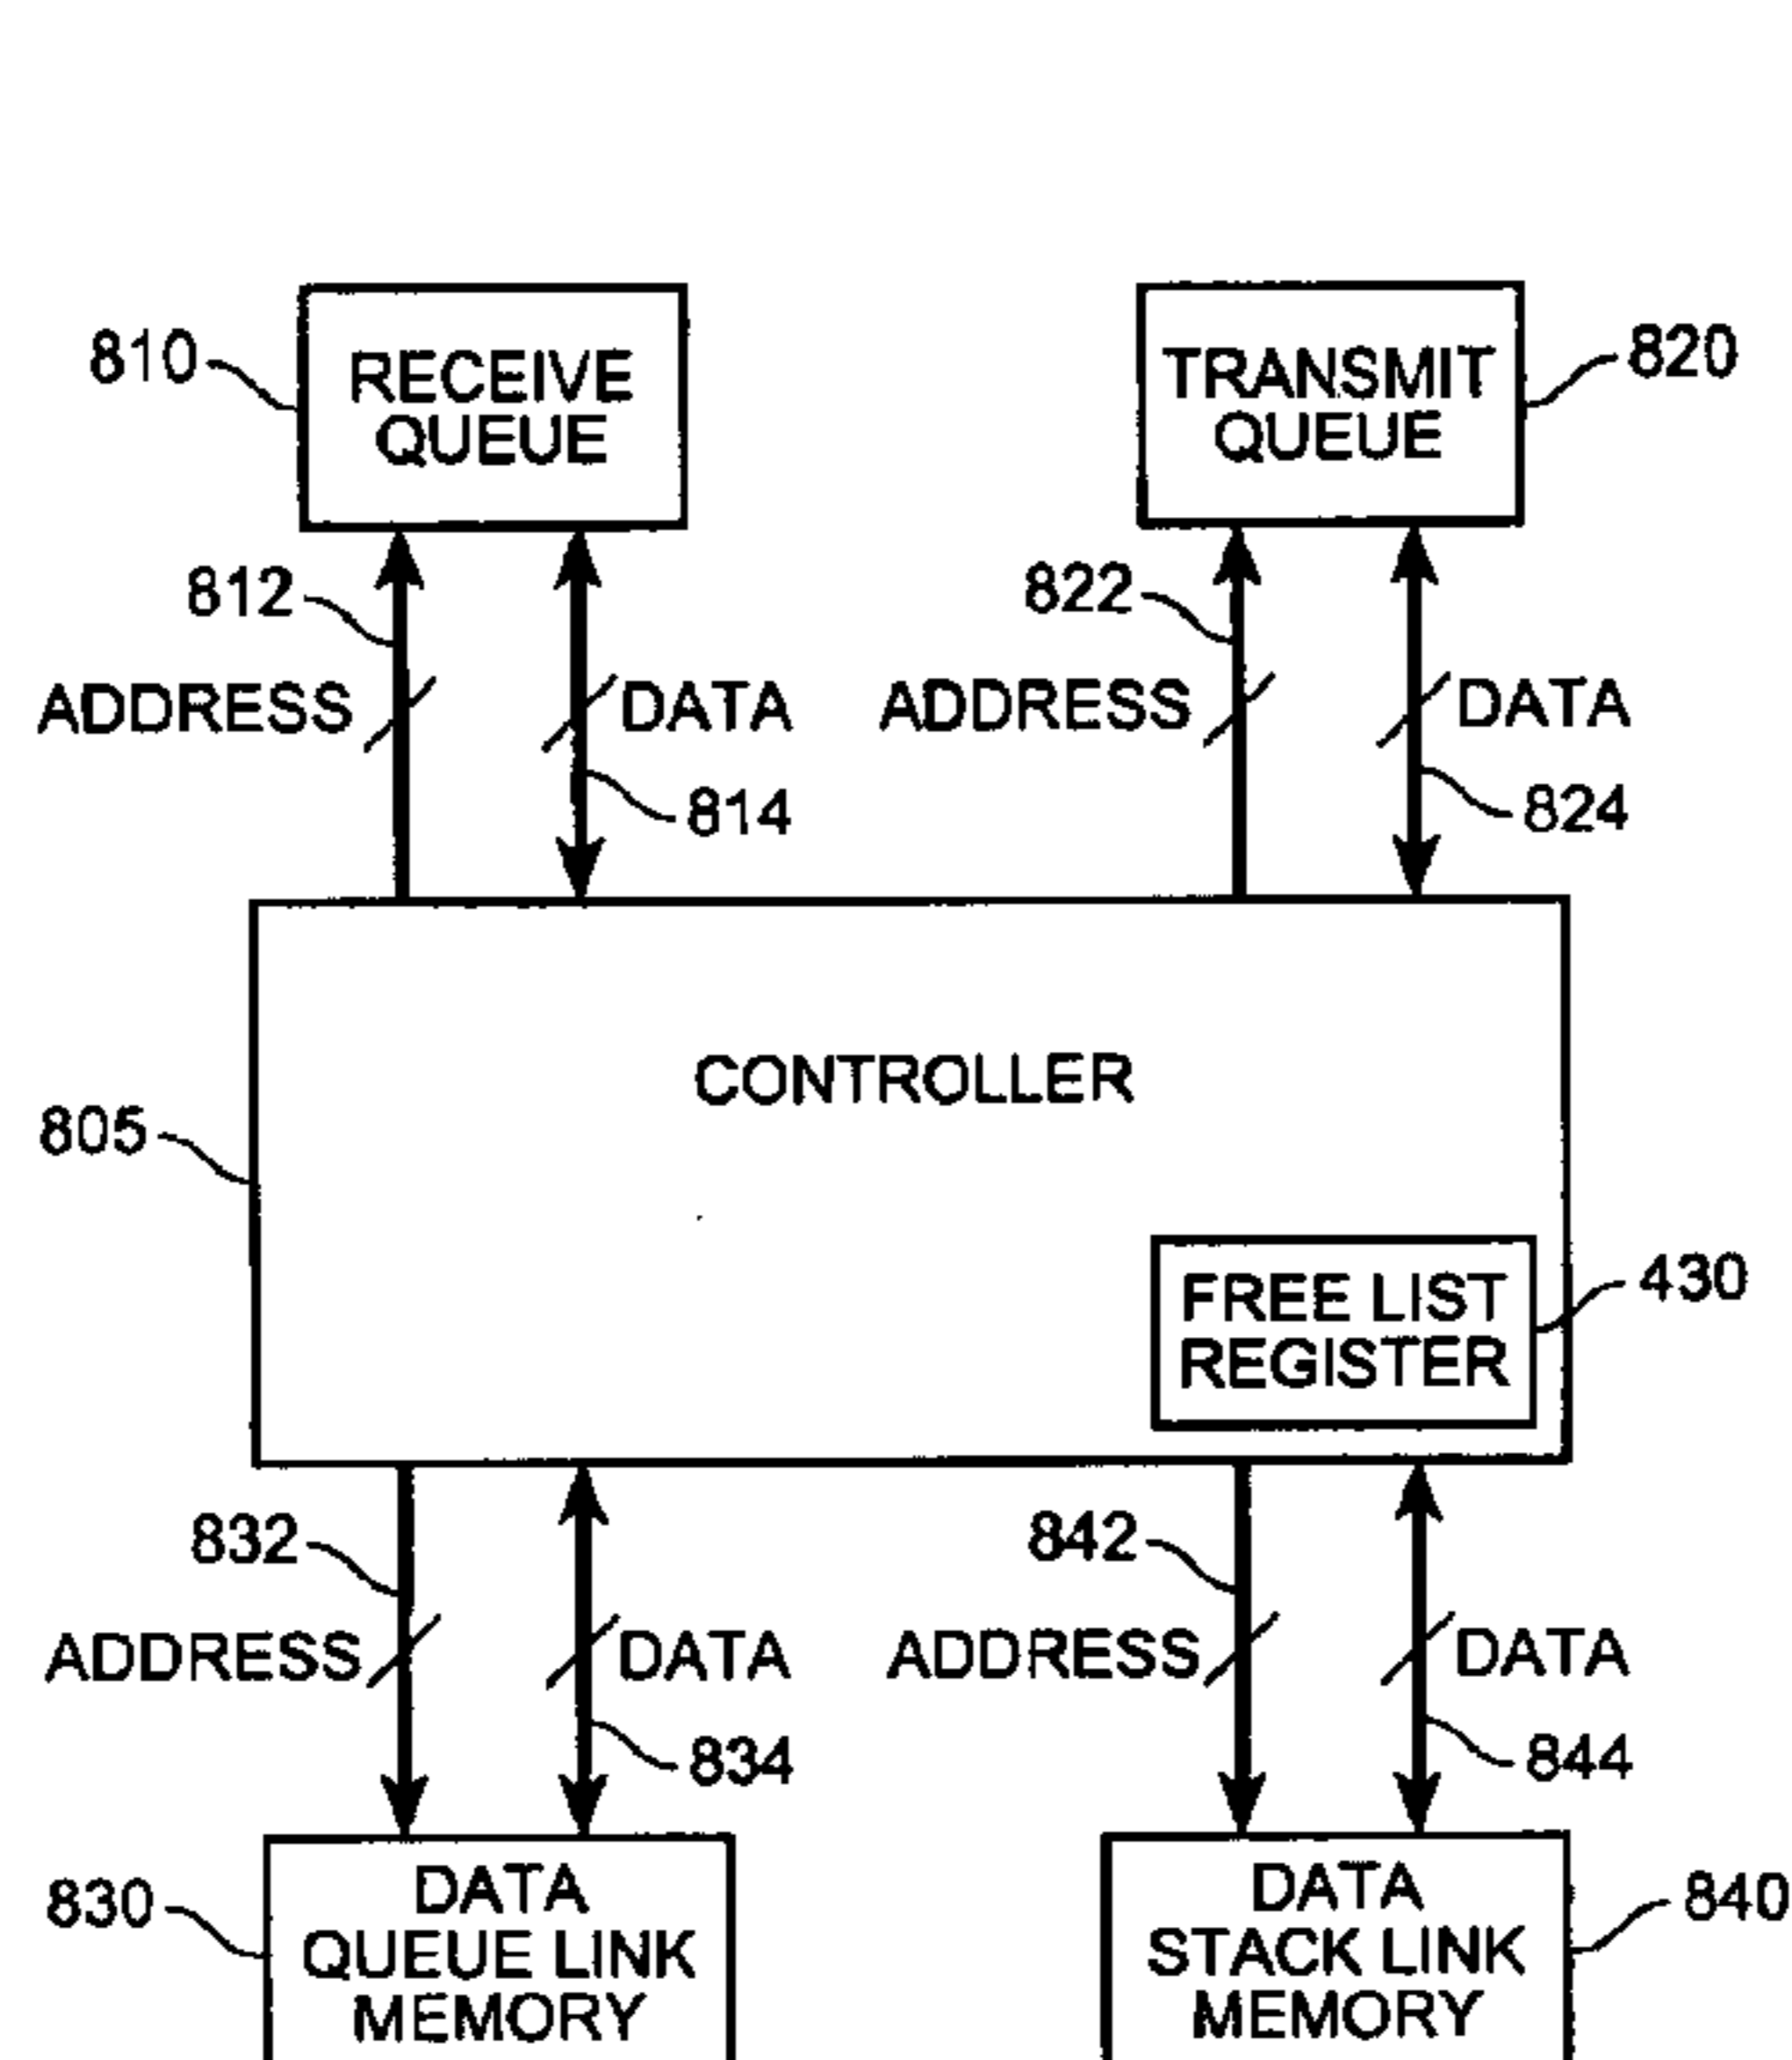 810
RECEIVE
QUEUE
TRANSMIT
QUEUE
820
812
ADDRESS
DATA
814
822
ADDRESS
DATA
824
805
CONTROLLER
FREE LIST
REGISTER
430
832
ADDRESS
DATA
834
842
ADDRESS
DATA
844
830
DATA
QUEUE LINK
MEMORY
DATA
STACK LINK
MEMORY
840